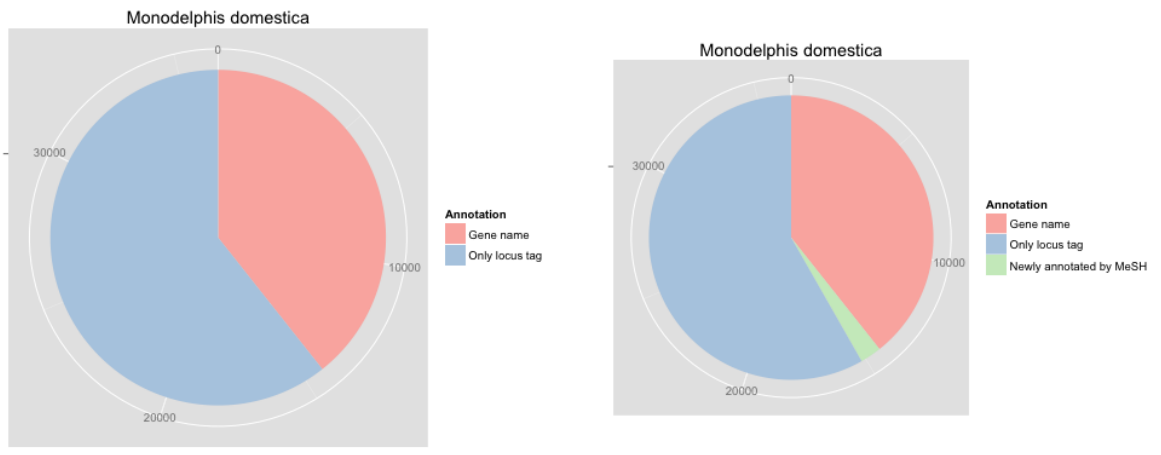 Monodelphis domestica
0
30000
10000
20000
Annotation
Gene name
Only locus tag
Monodelphis domestica
0
30000
10000
20000
Annotation
Gene name
Only locus tag
Newly annotated by MeSH